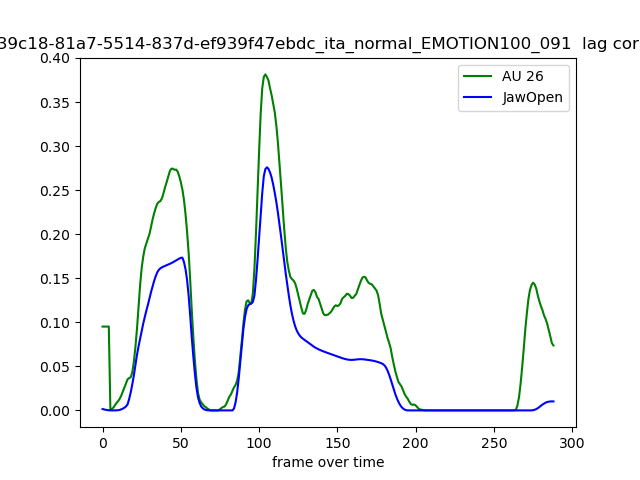 39c18-81a7-5514-837d-ef939f47ebdc_ita_normal_EMOTION100_091 lag cor
AU 26
JawOpen
0.40
0.35
0.30
0.25
0.20
0.15
0.10
0.05
0.00
0 50 100 150 200 250 300
frame over time